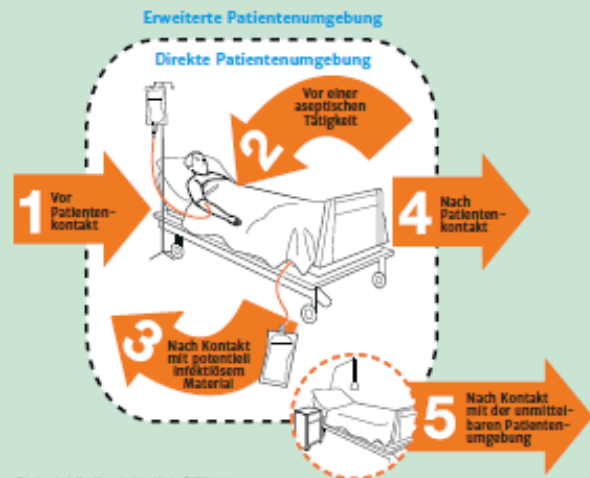 Erweiterte Patientenumgebung
Direkte Patientenumgebung
Vor einer
aseptischen
Tätigkeit
2
1
Vor
Patienten-
kontakt
4
Nach
Patienten-
kontakt
3
Nach Kontakt
mit potentiell
infektiösem
Material
5
Nach Kontakt
mit der unmittel-
baren Patienten-
umgebung